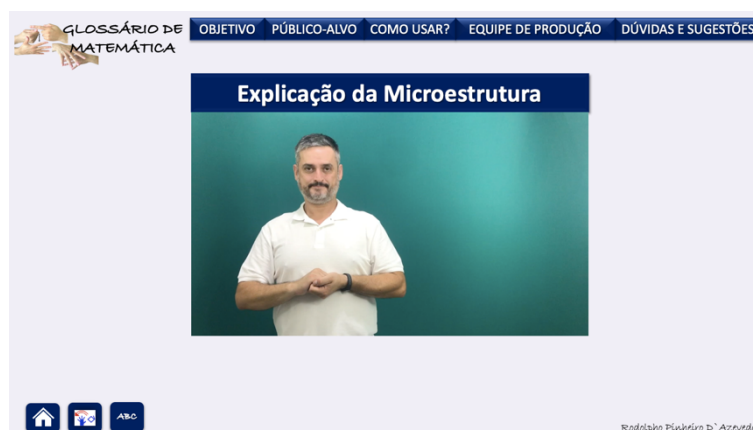 GLOSSÁRIO DE
MATEMÁTICA
OBJETIVO PÚBLICO-ALVO COMO USAR? EQUIPE DE PRODUÇÃO DÚVIDAS E SUGESTÕES
Explicação da Microestrutura
ABC
Rodolpho Pinheiro D`Azeved